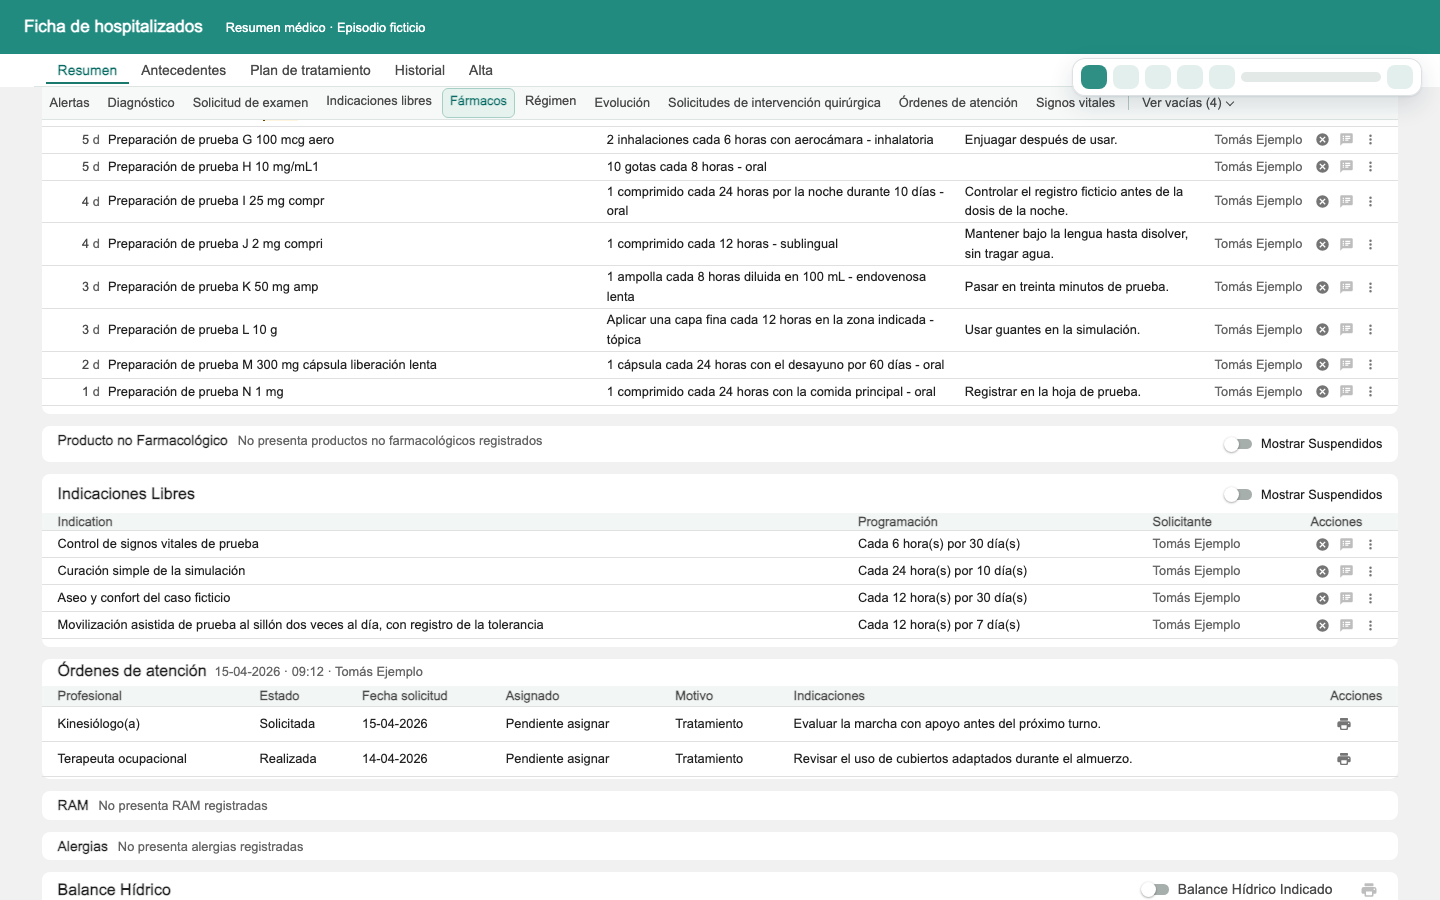 Ficha de hospitalizados Resumen médico · Episodio ficticio
Resumen Antecedentes Plan de tratamiento Historial Alta
Alertas Diagnóstico Solicitud de examen Indicaciones libres Fármacos Régimen Evolución Solicitudes de intervención quirúrgica Órdenes de atención Signos vitales Ver vacías (4)
5 d Preparación de prueba G 100 mcg aero 2 inhalaciones cada 6 horas con aerocámara - inhalatoria Enjuagar después de usar. Tomás Ejemplo
5 d Preparación de prueba H 10 mg/mL1 10 gotas cada 8 horas - oral Tomás Ejemplo
4 d Preparación de prueba I 25 mg compr 1 comprimido cada 24 horas por la noche durante 10 días - oral Controlar el registro ficticio antes de la dosis de la noche. Tomás Ejemplo
4 d Preparación de prueba J 2 mg compri 1 comprimido cada 12 horas - sublingual Mantener bajo la lengua hasta disolver, sin tragar agua. Tomás Ejemplo
3 d Preparación de prueba K 50 mg amp 1 ampolla cada 8 horas diluida en 100 mL - endovenosa lenta Pasar en treinta minutos de prueba. Tomás Ejemplo
3 d Preparación de prueba L 10 g Aplicar una capa fina cada 12 horas en la zona indicada - tópica Usar guantes en la simulación. Tomás Ejemplo
2 d Preparación de prueba M 300 mg cápsula liberación lenta 1 cápsula cada 24 horas con el desayuno por 60 días - oral Tomás Ejemplo
1 d Preparación de prueba N 1 mg 1 comprimido cada 24 horas con la comida principal - oral Registrar en la hoja de prueba. Tomás Ejemplo
Producto no Farmacológico No presenta productos no farmacológicos registrados Mostrar Suspendidos
Indicaciones Libres Mostrar Suspendidos
Indication Programación Solicitante Acciones
Control de signos vitales de prueba Cada 6 hora(s) por 30 día(s) Tomás Ejemplo
Curación simple de la simulación Cada 24 hora(s) por 10 día(s) Tomás Ejemplo
Aseo y confort del caso ficticio Cada 12 hora(s) por 30 día(s) Tomás Ejemplo
Movilización asistida de prueba al sillón dos veces al día, con registro de la tolerancia Cada 12 hora(s) por 7 día(s) Tomás Ejemplo
Órdenes de atención 15-04-2026 · 09:12 · Tomás Ejemplo
Profesional Estado Fecha solicitud Asignado Motivo Indicaciones Acciones
Kinesiólogo(a) Solicitada 15-04-2026 Pendiente asignar Tratamiento Evaluar la marcha con apoyo antes del próximo turno.
Terapeuta ocupacional Realizada 14-04-2026 Pendiente asignar Tratamiento Revisar el uso de cubiertos adaptados durante el almuerzo.
RAM No presenta RAM registradas
Alergias No presenta alergias registradas
Balance Hídrico Balance Hídrico Indicado